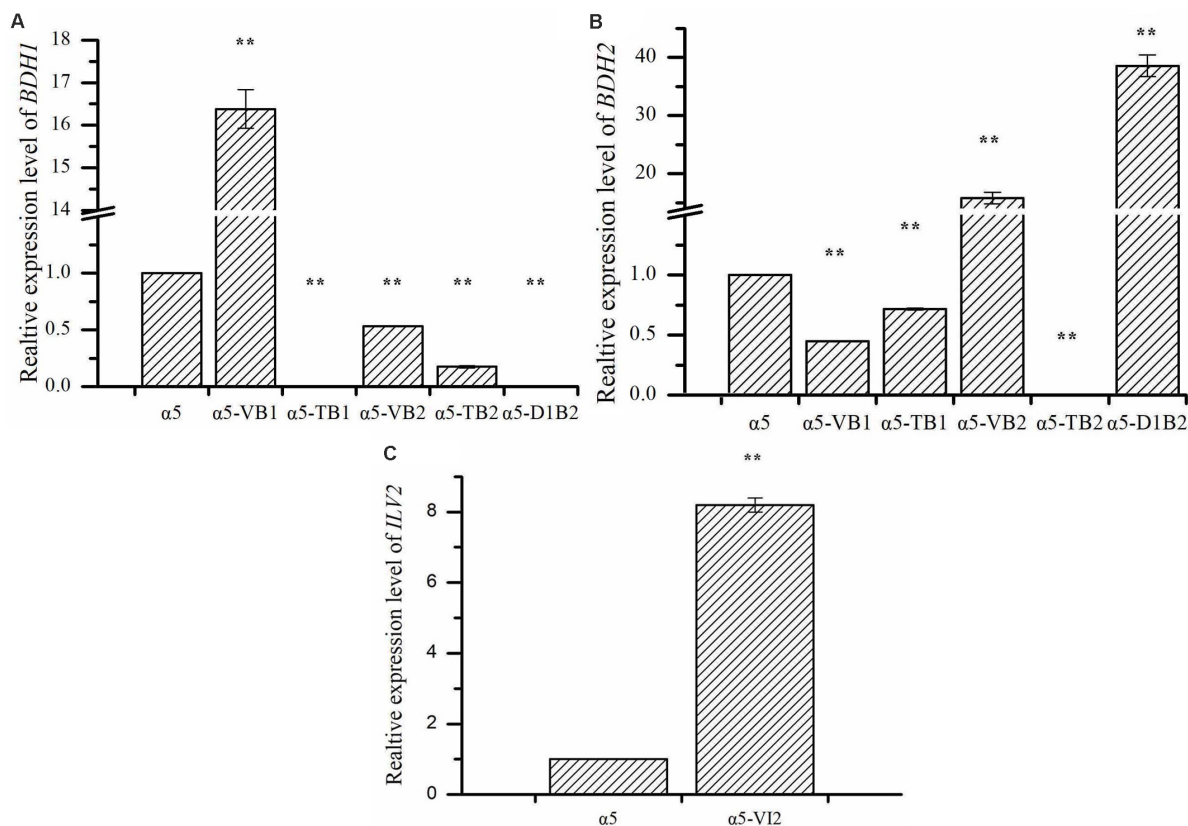 A
Realtive expression level of BDH1
18
17
16
15
14
1.0
0.5
0.0
**
**
**
**
**
α5
α5-VB1
α5-TB1
α5-VB2
α5-TB2
α5-D1B2
B
Realtive expression level of BDH2
40
30
20
1.0
0.5
0.0
**
**
**
**
**
α5
α5-VB1
α5-TB1
α5-VB2
α5-TB2
α5-D1B2
C
Realtive expression level of ILV2
8
6
4
2
0
**
α5
α5-VI2